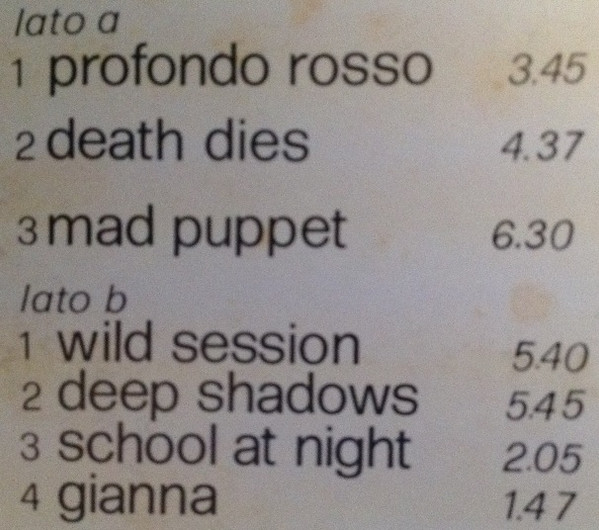 lato a
1 profondo rosso 3.45
2 death dies 4.37
3 mad puppet 6.30
lato b
1 wild session 5.40
2 deep shadows 5.45
3 school at night 2.05
4 gianna 1.47